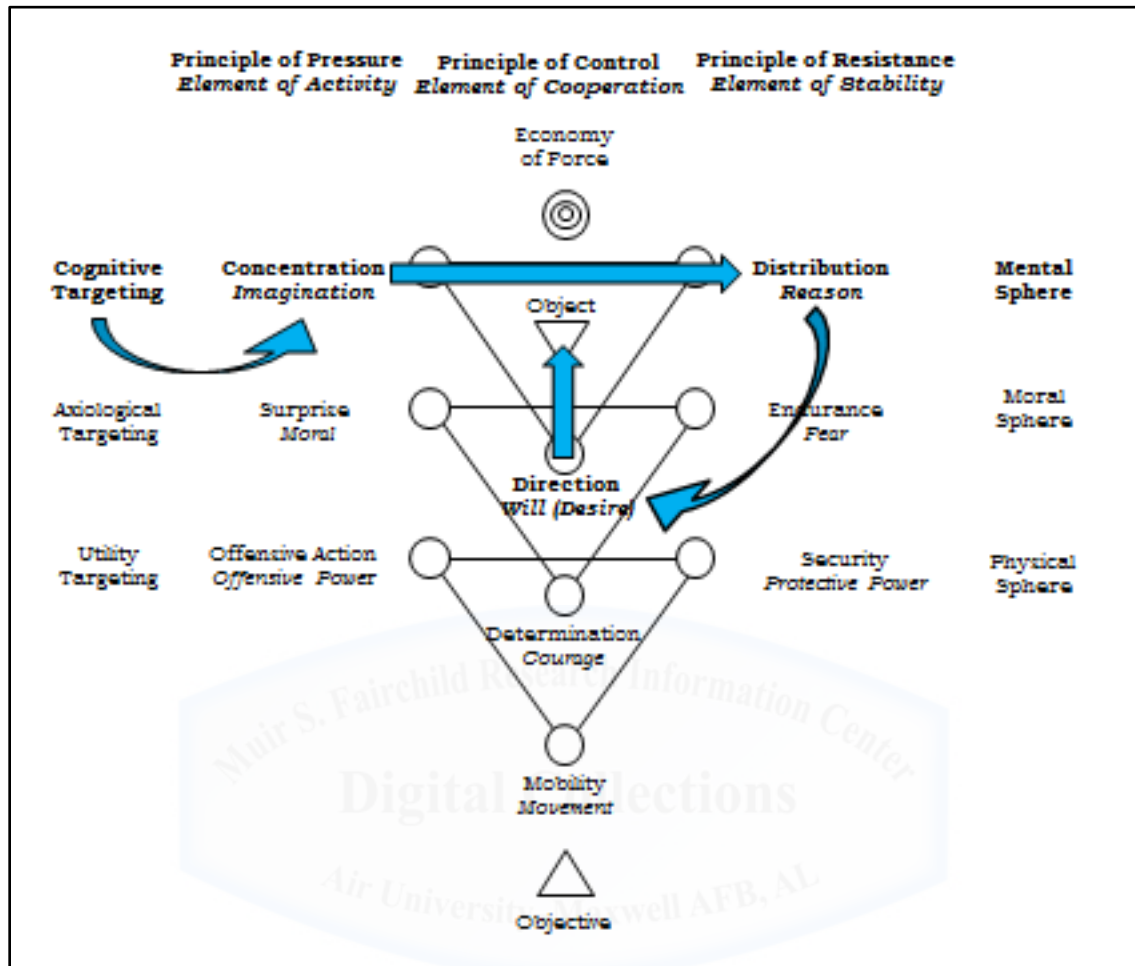 Principle of Pressure
Element of Activity
Principle of Control
Element of Cooperation
Principle of Resistance
Element of Stability
Economy
of Force
Cognitive
Targeting
Concentration
Imagination
Distribution
Reason
Mental
Sphere
Object
Axiological
Targeting
Surprise
Moral
Endurance
Fear
Moral
Sphere
Direction
Will (Desire)
Utility
Targeting
Offensive Action
Offensive Power
Security
Protective Power
Physical
Sphere
Determination
Courage
Mobility
Movement
Objective
Muir S. Fairchild Research Information Center
Digital Collections
Air University, Maxwell AFB, AL